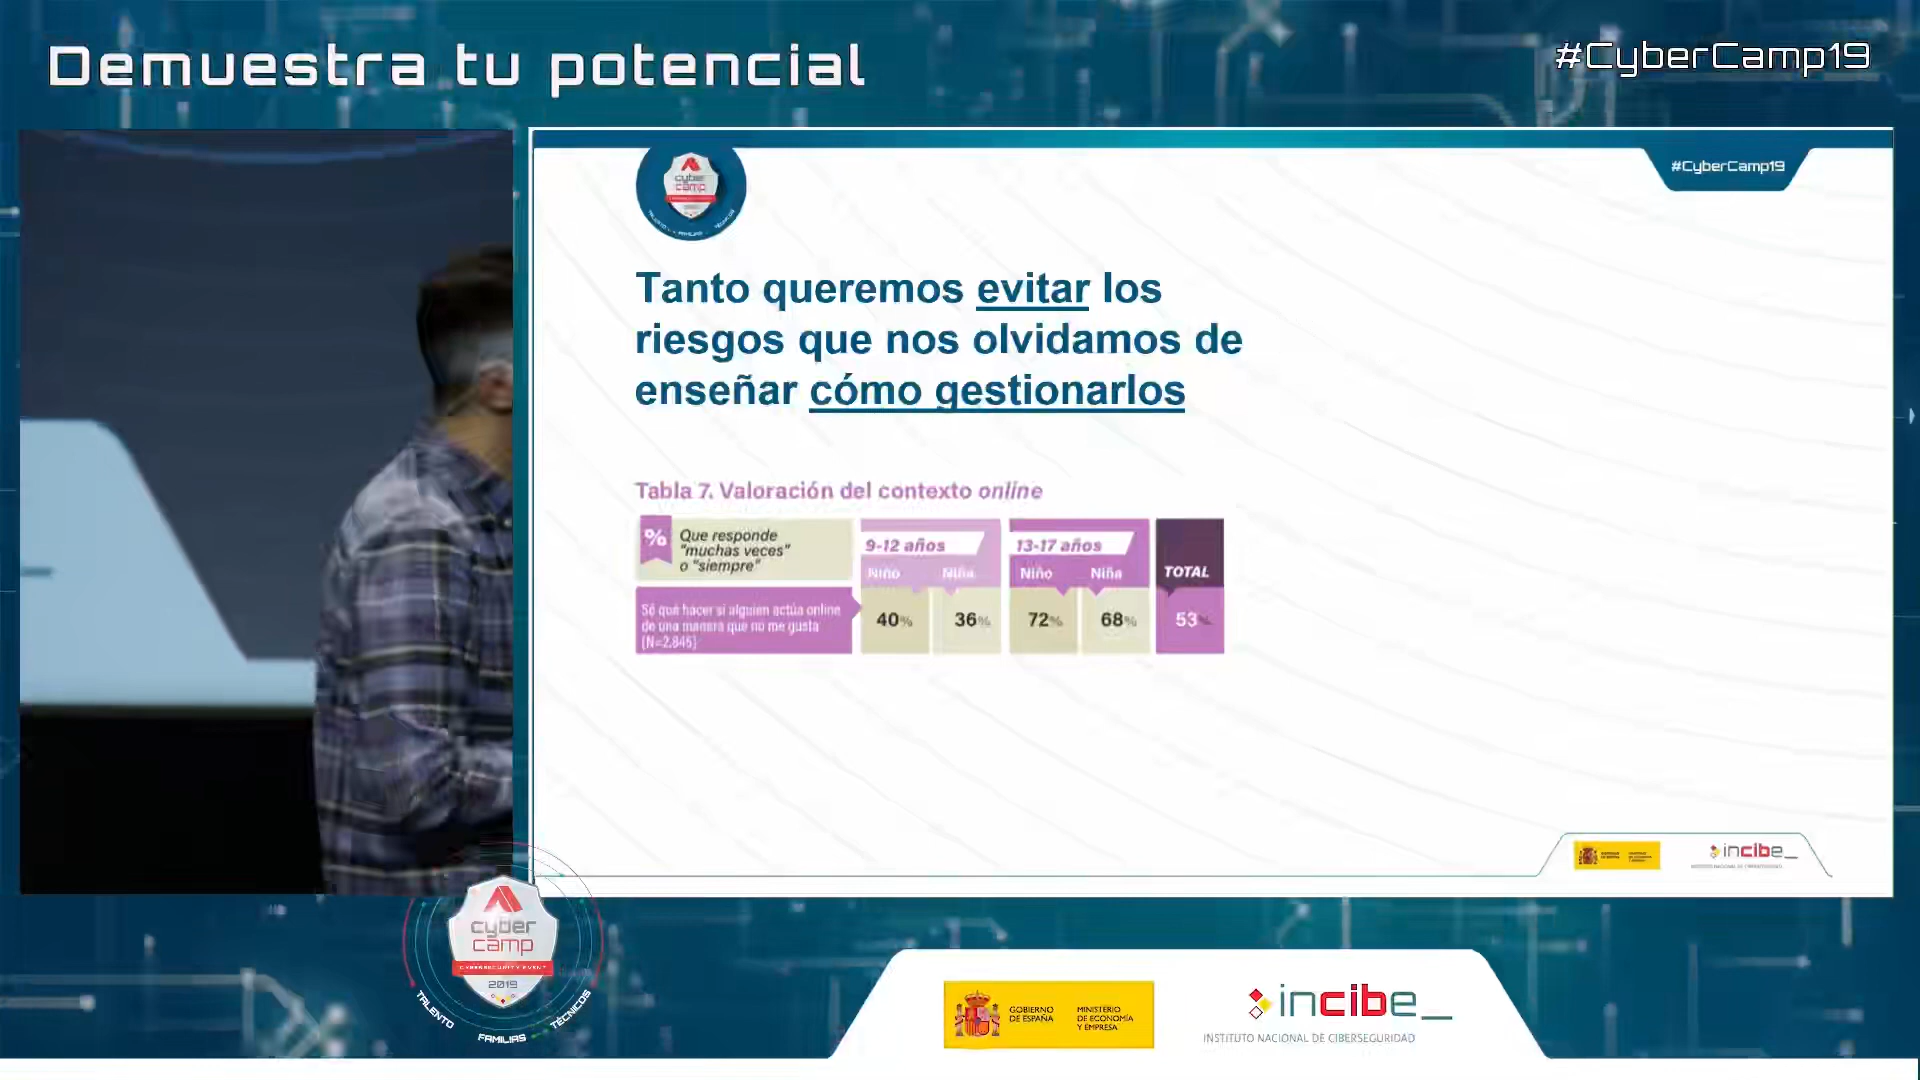 Demuestra tu potencial
#CyberCamp19
#CyberCamp19
cyber
camp
Tanto queremos evitar los
riesgos que nos olvidamos de
enseñar cómo gestionarlos
Tabla 7. Valoración del contexto online
% Que responde
"muchas veces"
o "siempre"
9-12 años
13-17 años
Niño Niña Niño Niña TOTAL
Sé qué hacer si alguien actúa online
de una manera que no me gusta
(N=2.845)
40% 36% 72% 68% 53%
incibe_
cyber
camp
CYBERSECURITY EVENT
2019
TALENTO FAMILIAS TÉCNICOS
GOBIERNO
DE ESPAÑA
MINISTERIO
DE ECONOMÍA
Y EMPRESA
incibe_
INSTITUTO NACIONAL DE CIBERSEGURIDAD